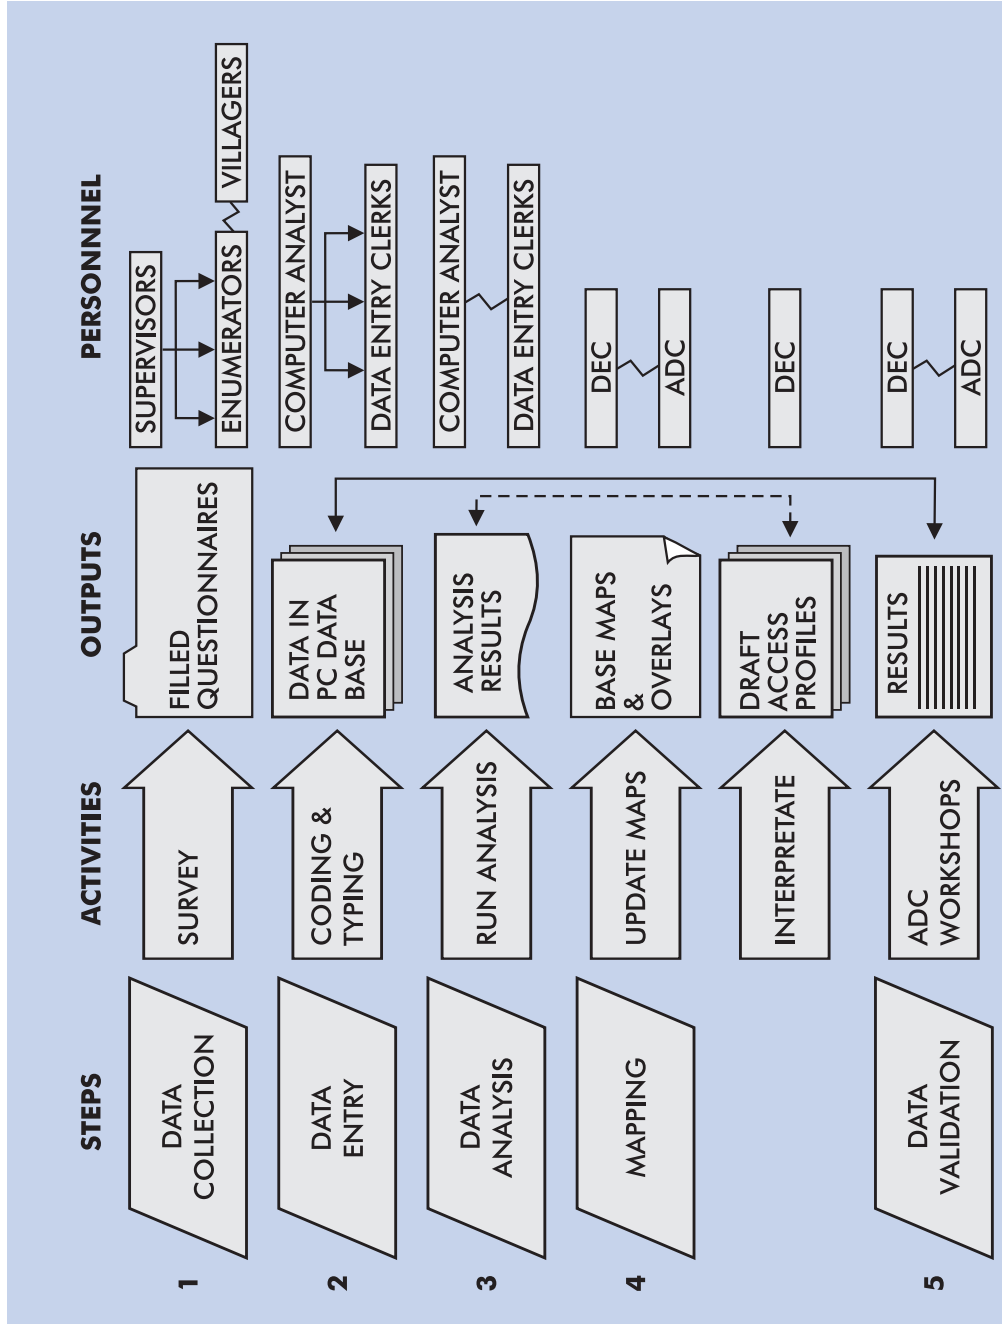 STEPS
ACTIVITIES
OUTPUTS
PERSONNNEL
1
DATA
COLLECTION
SURVEY
FILLED
QUESTIONNAIRES
SUPERVISORS
ENUMERATORS
VILLAGERS
2
DATA
ENTRY
CODING &
TYPING
DATA IN
PC DATA
BASE
COMPUTER ANALYST
DATA ENTRY CLERKS
3
DATA
ANALYSIS
RUN ANALYSIS
ANALYSIS
RESULTS
COMPUTER ANALYST
DATA ENTRY CLERKS
4
MAPPING
UPDATE MAPS
BASE MAPS
&
OVERLAYS
DEC
ADC
INTERPRETATE
DRAFT
ACCESS
PROFILES
DEC
5
DATA
VALIDATION
ADC
WORKSHOPS
RESULTS
DEC
ADC